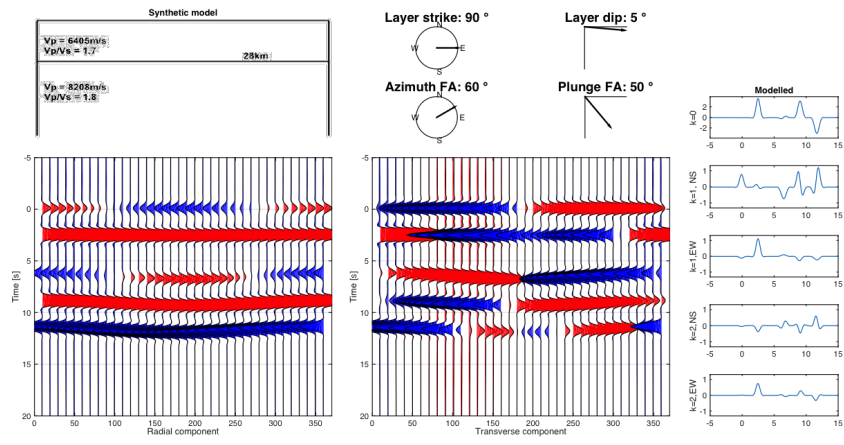 Synthetic model
Vp = 6405m/s
Vp/Vs = 1.7
28km
Vp = 8208m/s
Vp/Vs = 1.8
Layer strike: 90 °
N
W
E
S
Layer dip: 5 °
Azimuth FA: 60 °
N
W
E
S
Plunge FA: 50 °
Modelled
k=0
2
0
-2
-5
0
5
10
15
k=1, NS
1
0
-1
-5
0
5
10
15
k=1,EW
1
0
-1
-5
0
5
10
15
k=2,NS
1
0
-1
-5
0
5
10
15
k=2,EW
1
0
-1
-5
0
5
10
15
Time [s]
-5
0
5
10
15
20
0
50
100
150
200
250
300
350
Radial component
Time [s]
-5
0
5
10
15
20
0
50
100
150
200
250
300
350
Transverse component